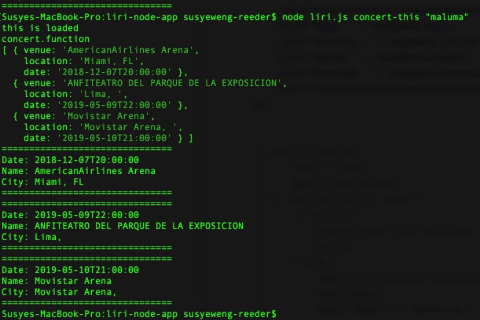 ===============================
[Susyes-MacBook-Pro:liri-node-app susyeweng-reeder$ node liri.js concert-this "maluma"
this is loaded
concert.function
[ { venue: 'AmericanAirlines Arena',
location: 'Miami, FL',
date: '2018-12-07T20:00:00' },
{ venue: 'ANFITEATRO DEL PARQUE DE LA EXPOSICION',
location: 'Lima, ',
date: '2019-05-09T22:00:00' },
{ venue: 'Movistar Arena',
location: 'Movistar Arena, ',
date: '2019-05-10T21:00:00' } ]
===============================
Date: 2018-12-07T20:00:00
Name: AmericanAirlines Arena
City: Miami, FL
===============================
===============================
Date: 2019-05-09T22:00:00
Name: ANFITEATRO DEL PARQUE DE LA EXPOSICION
City: Lima,
===============================
===============================
Date: 2019-05-10T21:00:00
Name: Movistar Arena
City: Movistar Arena,
===============================
Susyes-MacBook-Pro:liri-node-app susyeweng-reeder$